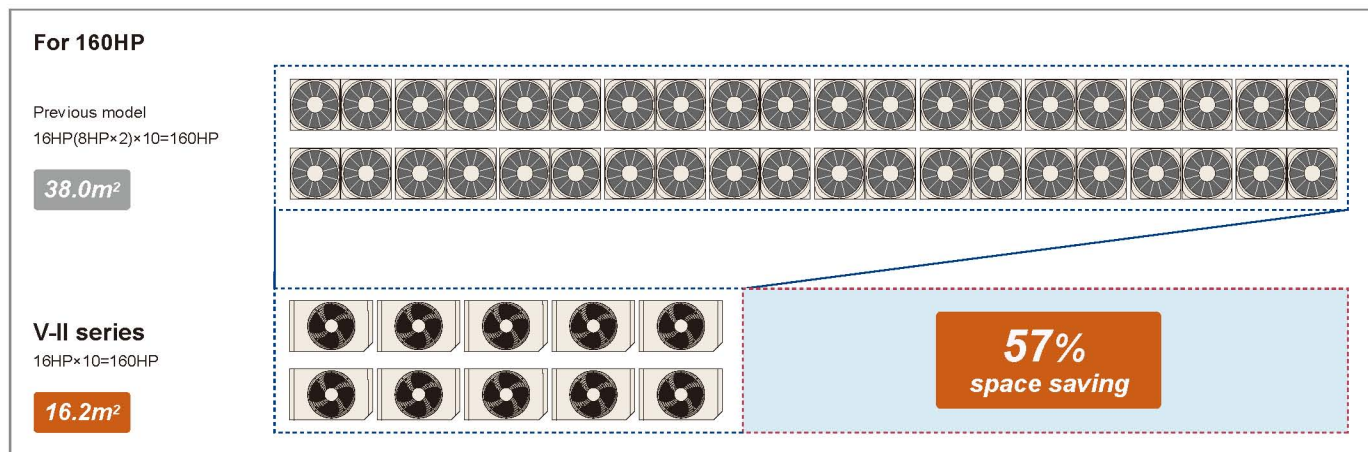 For 160HP
Previous model
16HP(8HP×2)×10=160HP
38.0m²
V-II series
16HP×10=160HP
16.2m²
57%
space saving